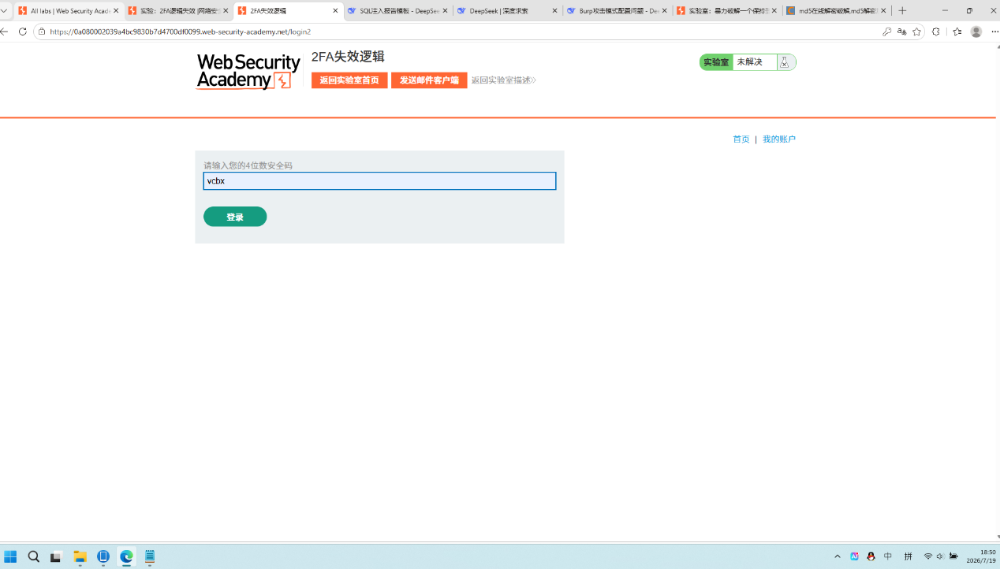 All labs | Web Security Acade
实验：2FA逻辑失效 |网络安全
2FA失效逻辑
SQL注入报告模板 - DeepSee
DeepSeek | 深度求索
Burp攻击模式配置问题 - Dee
实验室：暴力破解一个保持登
md5在线解密破解,md5解密
https://0a080002039a4bc9830b7d4700df0099.web-security-academy.net/login2
Web Security
Academy
2FA失效逻辑
返回实验室首页 发送邮件客户端 返回实验室描述
实验室 未解决
首页 | 我的账户
请输入您的4位数安全码
vcbx
登录
中 拼
18:50
2026/7/19